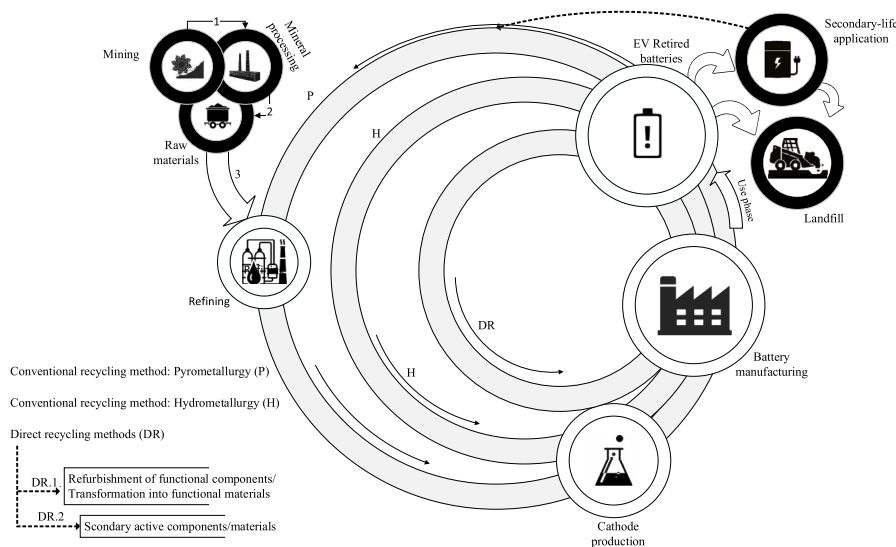 1
Mining
Mineral
processing
2
Raw
materials
3
EV Retired
batteries
Secondary-life
application
Landfill
Use phase
P
H
DR
H
Refining
Battery
manufacturing
Cathode
production
Conventional recycling method: Pyrometallurgy (P)
Conventional recycling method: Hydrometallurgy (H)
Direct recycling methods (DR)
DR.1.
Refurbishment of functional components/
Transformation into functional materials
DR.2
Scondary active components/materials